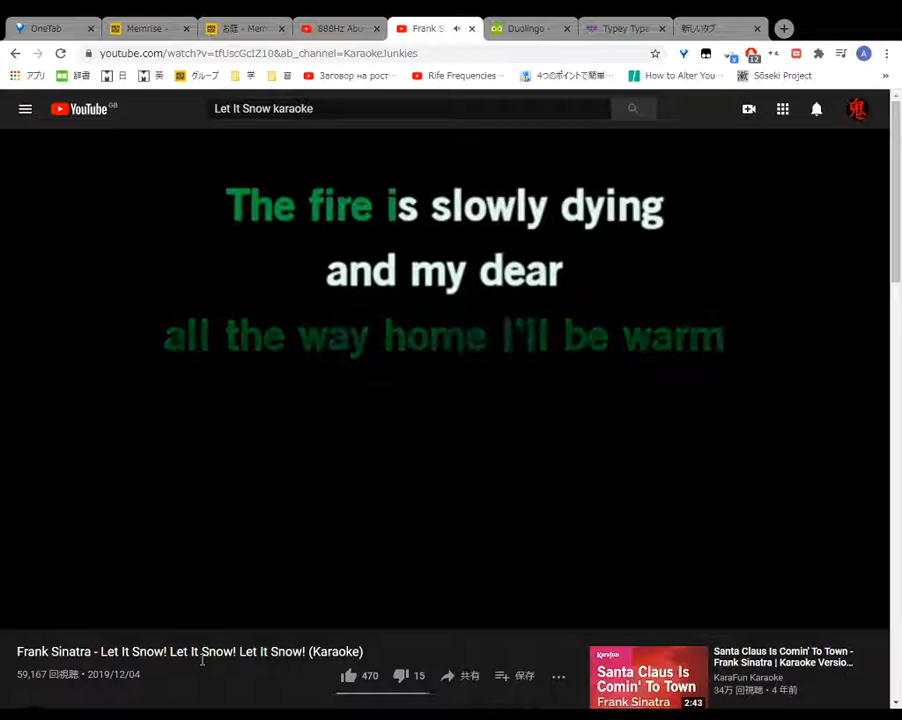 OneTab
Memrise -
お話 - Mem
888Hz Abu
Frank S
Duolingo -
Typey Type
新しいタブ
youtube.com/watch?v=tfUscGcIZ10&ab_channel=KaraokeJunkies
12
A
アプリ
辞書
日
英
グループ
学
音
Заговор на рост…
Rife Frequencies…
4つのポイントで簡単…
How to Alter You…
Sōseki Project
»
YouTube GB
Let It Snow karaoke
鬼
The fire is slowly dying
and my dear
all the way home I'll be warm
Frank Sinatra - Let It Snow! Let It Snow! Let It Snow! (Karaoke)
59,167 回視聴・2019/12/04
470
15
共有
保存
Karafun
Santa Claus Is
Comin' To Town
Frank Sinatra
2:43
Santa Claus Is Comin' To Town -
Frank Sinatra | Karaoke Versio...
KaraFun Karaoke
34万 回視聴・4 年前